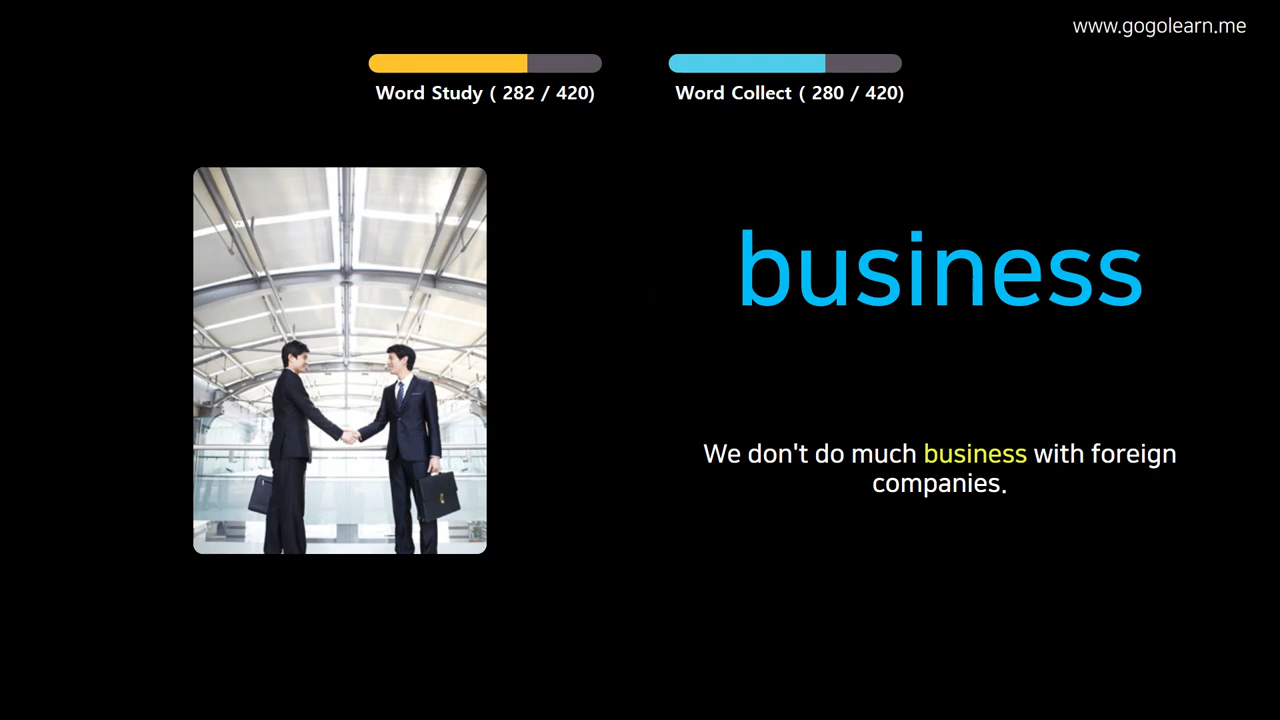 www.gogolearn.me
Word Study ( 282 / 420)
Word Collect ( 280 / 420)
business
We don't do much business with foreign
companies.